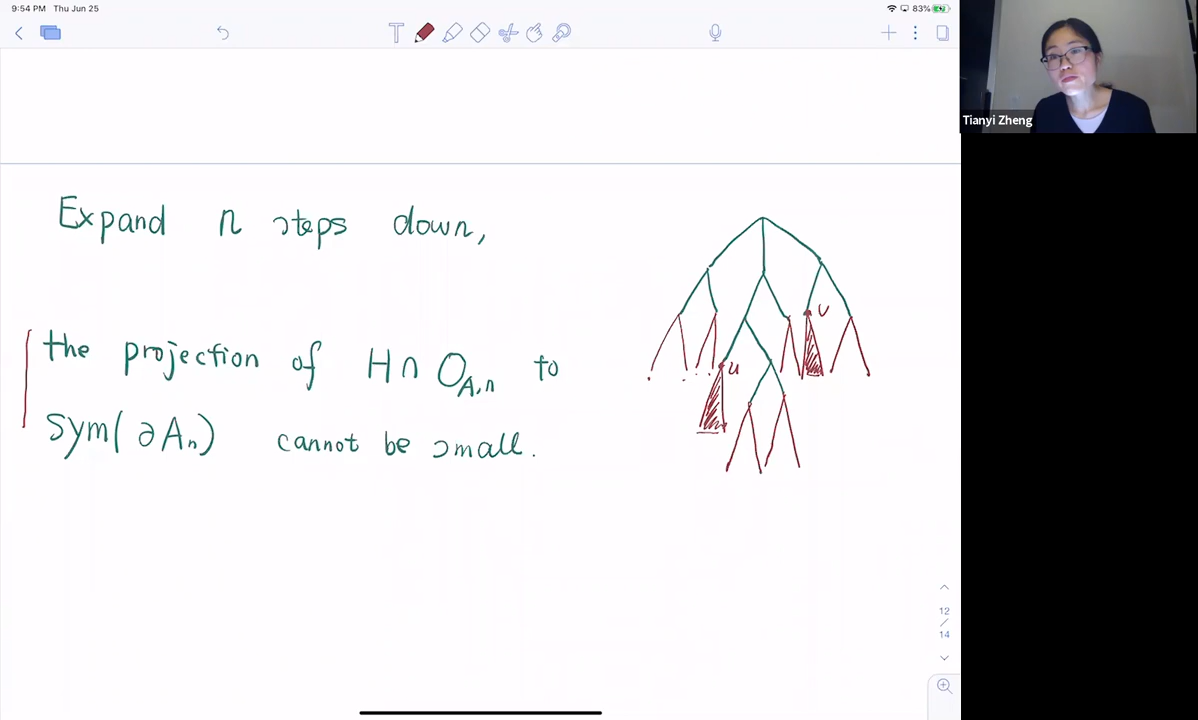 9:54 PM Thu Jun 25
83%
Tianyi Zheng
Expand n steps down,
the projection of H∩ O_{A,n} to
Sym(∂A_n) cannot be small.
v
u
12
/
14